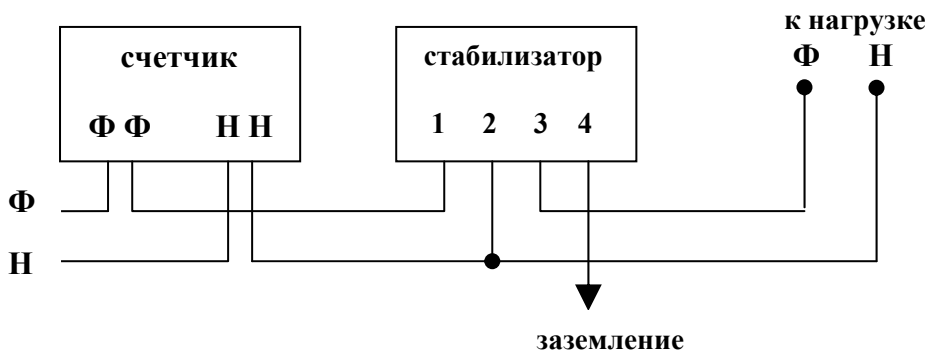 к нагрузке
Ф Н
счетчик
стабилизатор
Ф Ф Н Н
1 2 3 4
Ф
Н
заземление